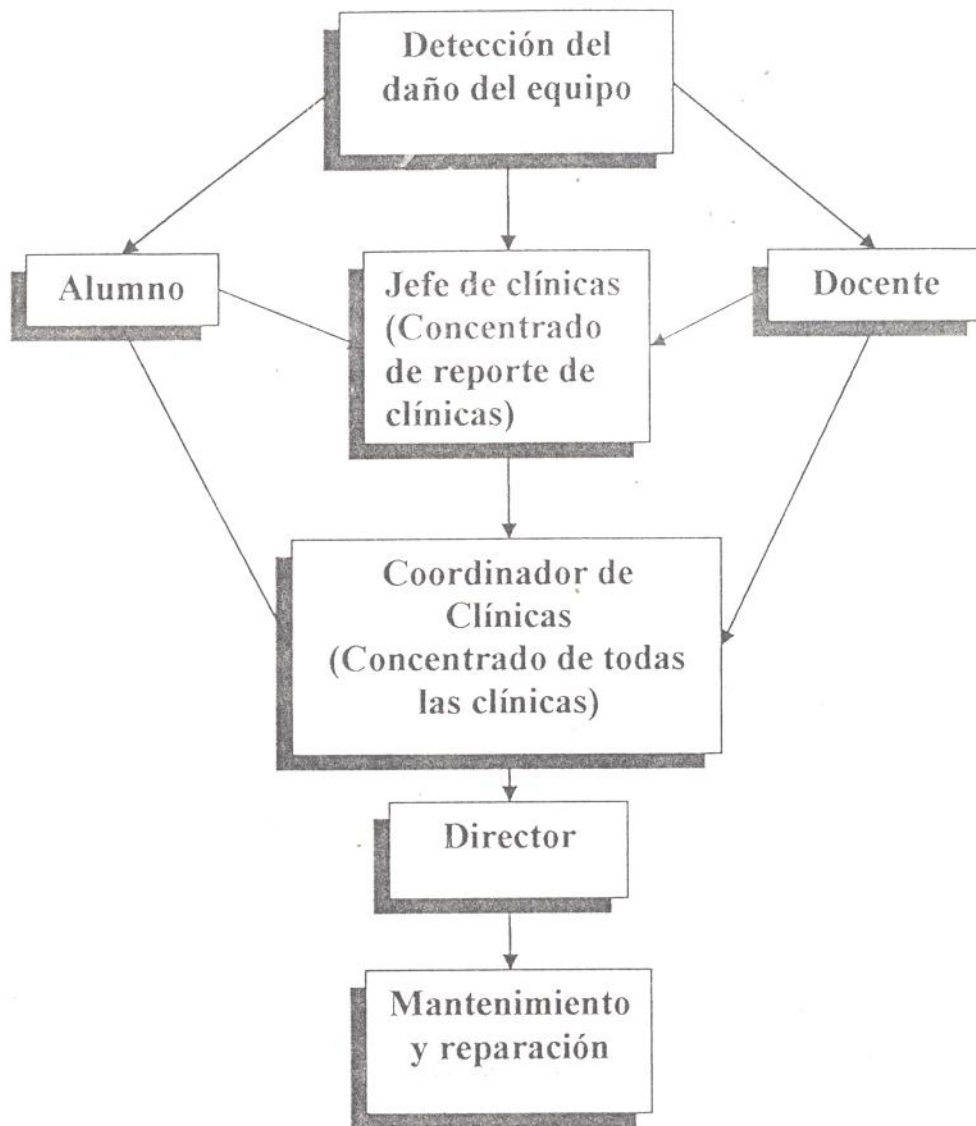 Detección del
daño del equipo
Alumno
Jefe de clínicas
(Concentrado
de reporte de
clínicas)
Docente
Coordinador de
Clínicas
(Concentrado de todas
las clínicas)
Director
Mantenimiento
y reparación